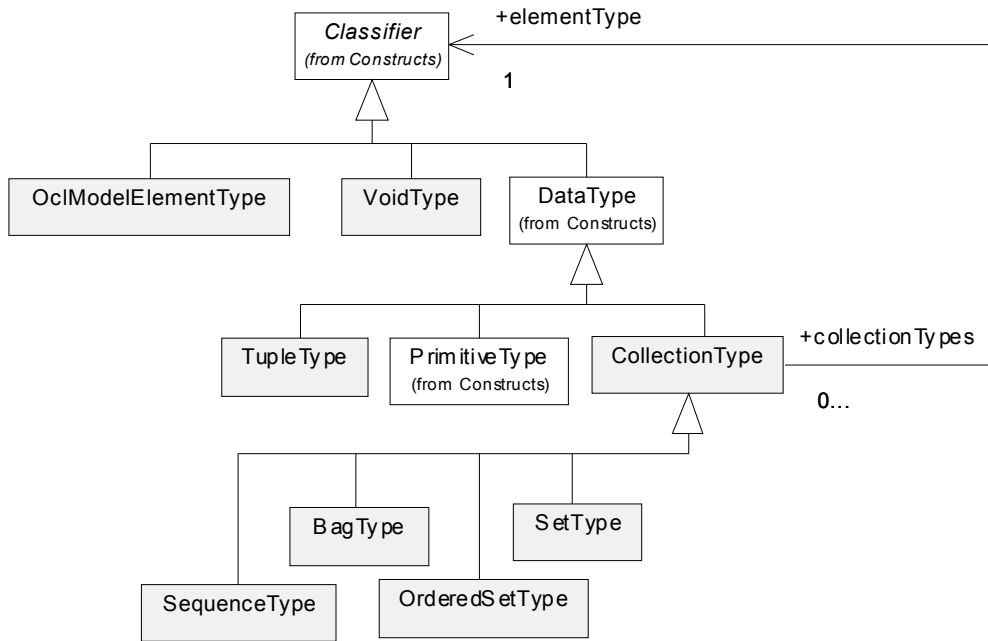 Classifier
(from Constructs)
+elementType
1
OclModelElementType
VoidType
DataType
(from Constructs)
TupleType
PrimitiveType
(from Constructs)
CollectionType
+collectionTypes
0...
BagType
SetType
SequenceType
OrderedSetType